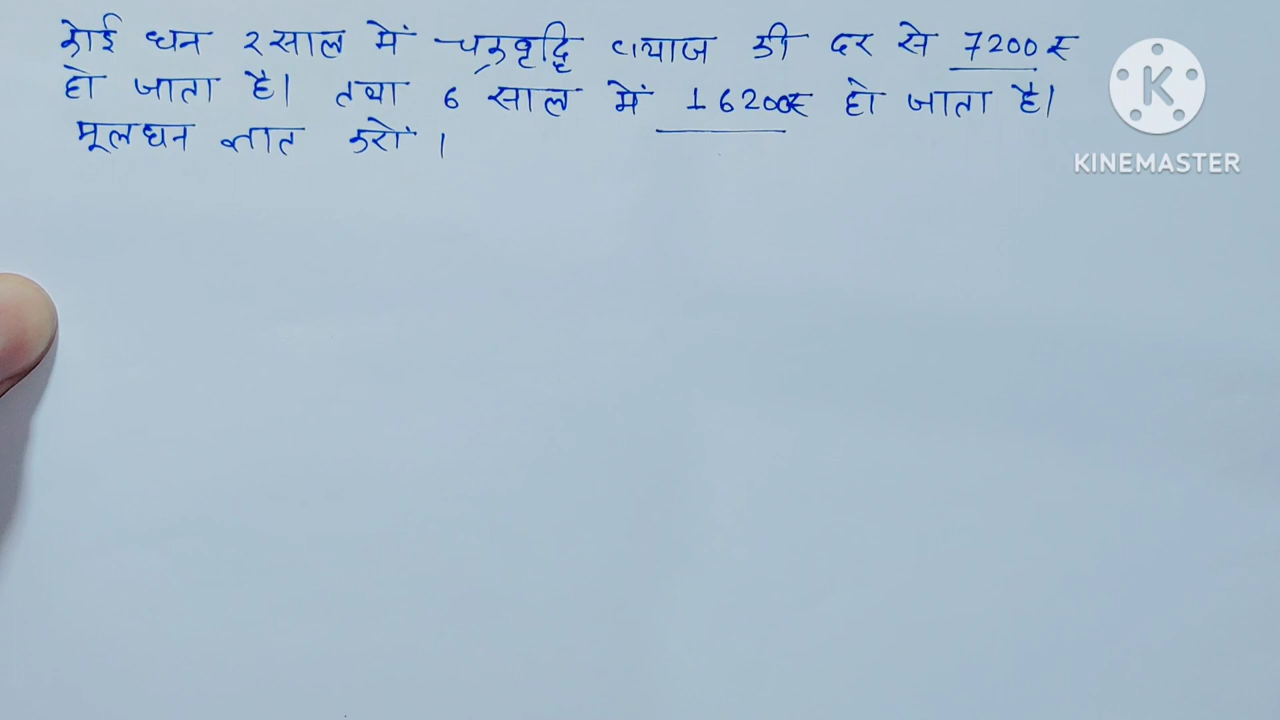 कोई धन 2 साल में चक्रवृद्धि ब्याज की दर से 7200₹
हो जाता है। तथा 6 साल में 16200₹ हो जाता है।
मूलधन ज्ञात करों ।
K
KINEMASTER